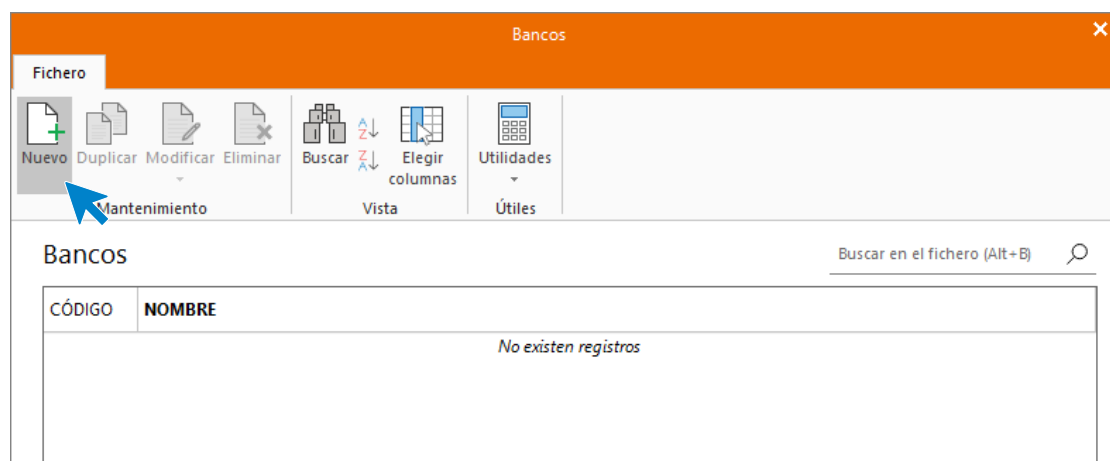 Bancos
Fichero
Nuevo Duplicar Modificar Eliminar Buscar Elegir columnas Utilidades
Mantenimiento Vista Útiles
Bancos
Buscar en el fichero (Alt+B)
CÓDIGO NOMBRE
No existen registros